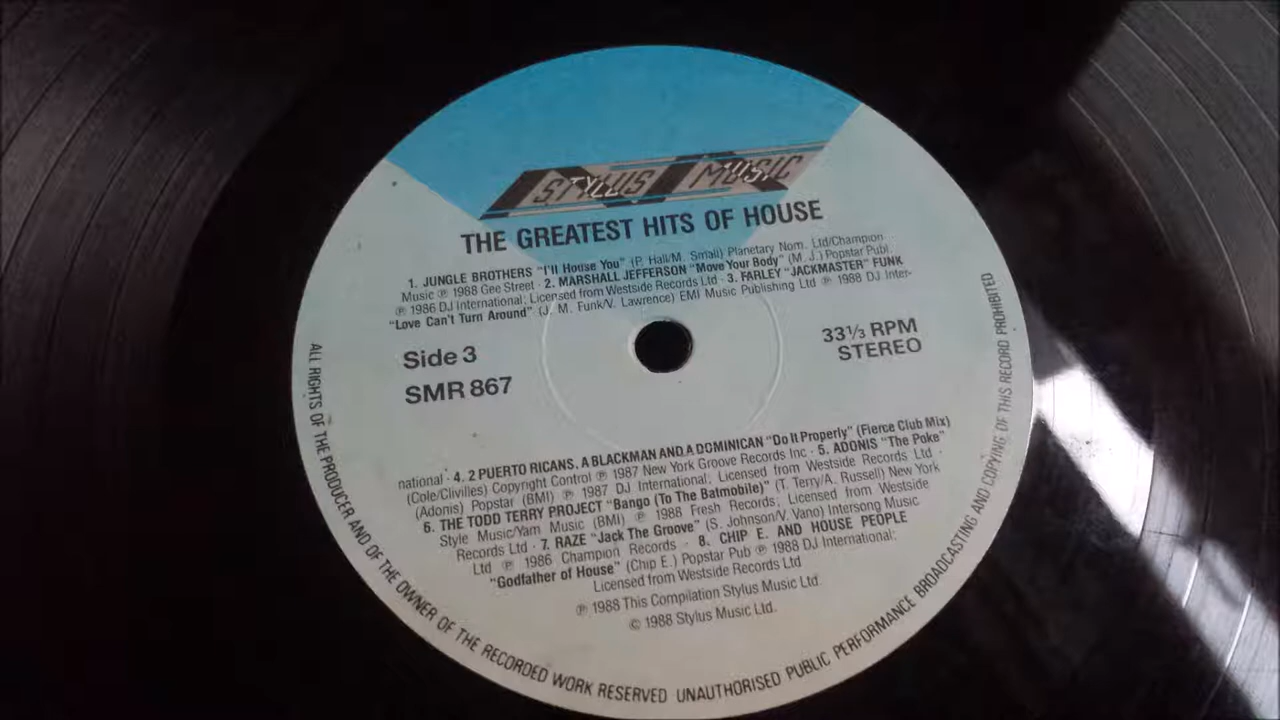 STYLUS MUSIC
THE GREATEST HITS OF HOUSE
1. JUNGLE BROTHERS "I'll House You" (P. Hall/M. Small) Planetary Nom. Ltd/Champion
Music ℗ 1988 Gee Street · 2. MARSHALL JEFFERSON "Move Your Body" (M. J.) Popstar Publ.
℗ 1986 DJ International; Licensed from Westside Records Ltd · 3. FARLEY "JACKMASTER" FUNK
"Love Can't Turn Around" (J. M. Funk/V. Lawrence) EMI Music Publishing Ltd ℗ 1988 DJ Inter-
Side 3
SMR 867
33⅓ RPM
STEREO
national · 4. 2 PUERTO RICANS, A BLACKMAN AND A DOMINICAN "Do It Properly" (Fierce Club Mix)
(Cole/Clivilles) Copyright Control ℗ 1987 New York Groove Records Inc · 5. ADONIS "The Poke"
(Adonis) Popstar (BMI) ℗ 1987 DJ International; Licensed from Westside Records Ltd ·
6. THE TODD TERRY PROJECT "Bango (To The Batmobile)" (T. Terry/A. Russell) New York
Style Music/Yam Music (BMI) ℗ 1988 Fresh Records; Licensed from Westside
Records Ltd · 7. RAZE "Jack The Groove" (S. Johnson/V. Vano) Intersong Music
Ltd ℗ 1986 Champion Records · 8. CHIP E. AND HOUSE PEOPLE
"Godfather of House" (Chip E.) Popstar Pub ℗ 1988 DJ International;
Licensed from Westside Records Ltd
℗ 1988 This Compilation Stylus Music Ltd.
© 1988 Stylus Music Ltd.
ALL RIGHTS OF THE PRODUCER AND OF THE OWNER OF THE RECORDED WORK RESERVED UNAUTHORISED PUBLIC PERFORMANCE BROADCASTING AND COPYING OF THIS RECORD PROHIBITED